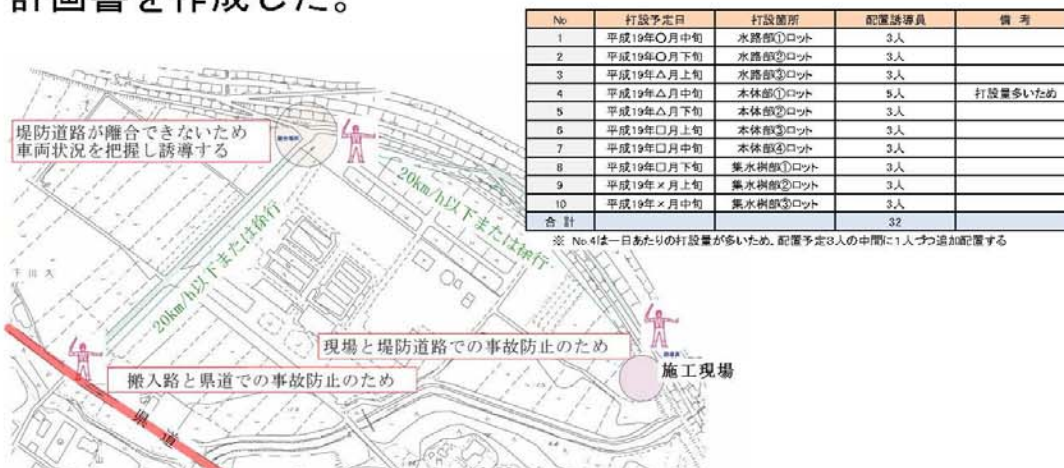 計画書を作成した。
No 打設予定日 打設箇所 配置誘導員 備 考
1 平成19年○月中旬 水路部①ロット 3人
2 平成19年○月下旬 水路部②ロット 3人
3 平成19年△月上旬 水路部③ロット 3人
4 平成19年△月中旬 本体部①ロット 5人 打設量多いため
5 平成19年△月下旬 本体部②ロット 3人
6 平成19年□月上旬 本体部③ロット 3人
7 平成19年□月中旬 本体部④ロット 3人
8 平成19年□月下旬 集水桝部①ロット 3人
9 平成19年×月上旬 集水桝部②ロット 3人
10 平成19年×月中旬 集水桝部③ロット 3人
合 計 32
※ No.4は一日あたりの打設量が多いため、配置予定3人の中間に1人づつ追加配置する
堤防道路が離合できないため
車両状況を把握し誘導する
20km/h以下または徐行
20km/h以下または徐行
現場と堤防道路での事故防止のため
施工現場
搬入路と県道での事故防止のため
県道